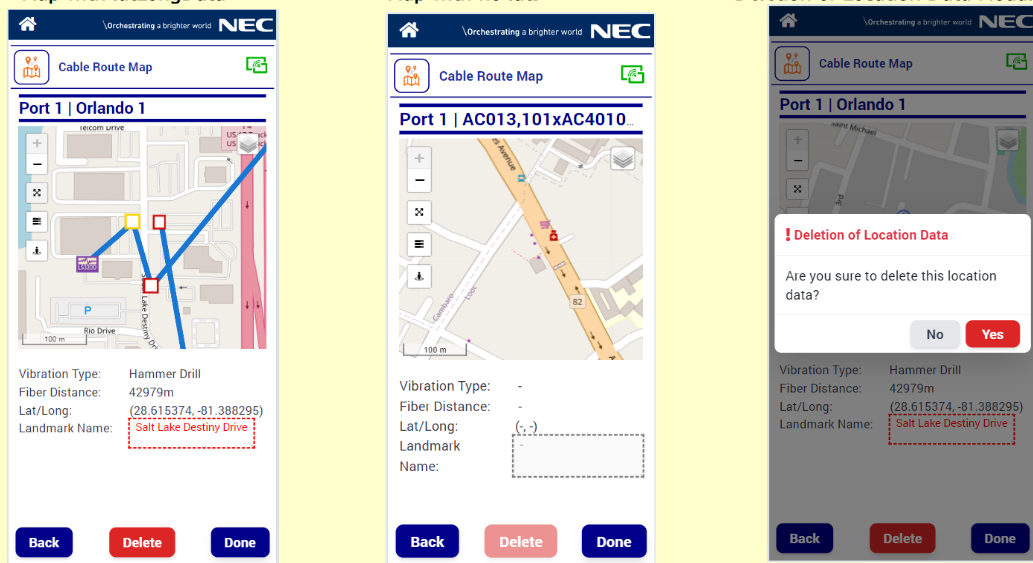 \Orchestrating a brighter world NEC
Cable Route Map
Port 1 | Orlando 1
Telcom Drive
US
US
P
Rio Drive
Lake Destiny
100 m
Vibration Type: Hammer Drill
Fiber Distance: 42979m
Lat/Long: (28.615374, -81.388295)
Landmark Name: Salt Lake Destiny Drive
Back Delete Done
\Orchestrating a brighter world NEC
Cable Route Map
Port 1 | AC013,101xAC4010...
Avenue
Gambaro
Looc
82
100 m
Vibration Type: -
Fiber Distance: -
Lat/Long: (-, -)
Landmark -
Name:
Back Delete Done
\Orchestrating a brighter world NEC
Cable Route Map
Port 1 | Orlando 1
Saint Michael
! Deletion of Location Data
Are you sure to delete this location
data?
No Yes
Vibration Type: Hammer Drill
Fiber Distance: 42979m
Lat/Long: (28.615374, -81.388295)
Landmark Name: Salt Lake Destiny Drive
Back Delete Done